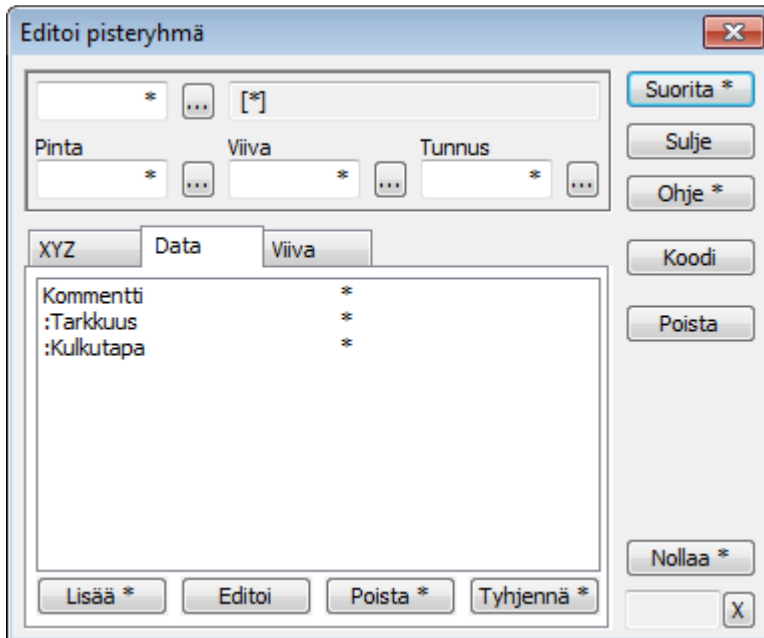 Editoi pisteryhmä
* ... [*]
Pinta Viiva Tunnus
* ... * ... * ...
Suorita *
Sulje
Ohje *
Koodi
Poista
XYZ Data Viiva
Kommentti *
:Tarkkuus *
:Kulkutapa *
Lisää * Editoi Poista * Tyhjennä *
Nollaa *
X